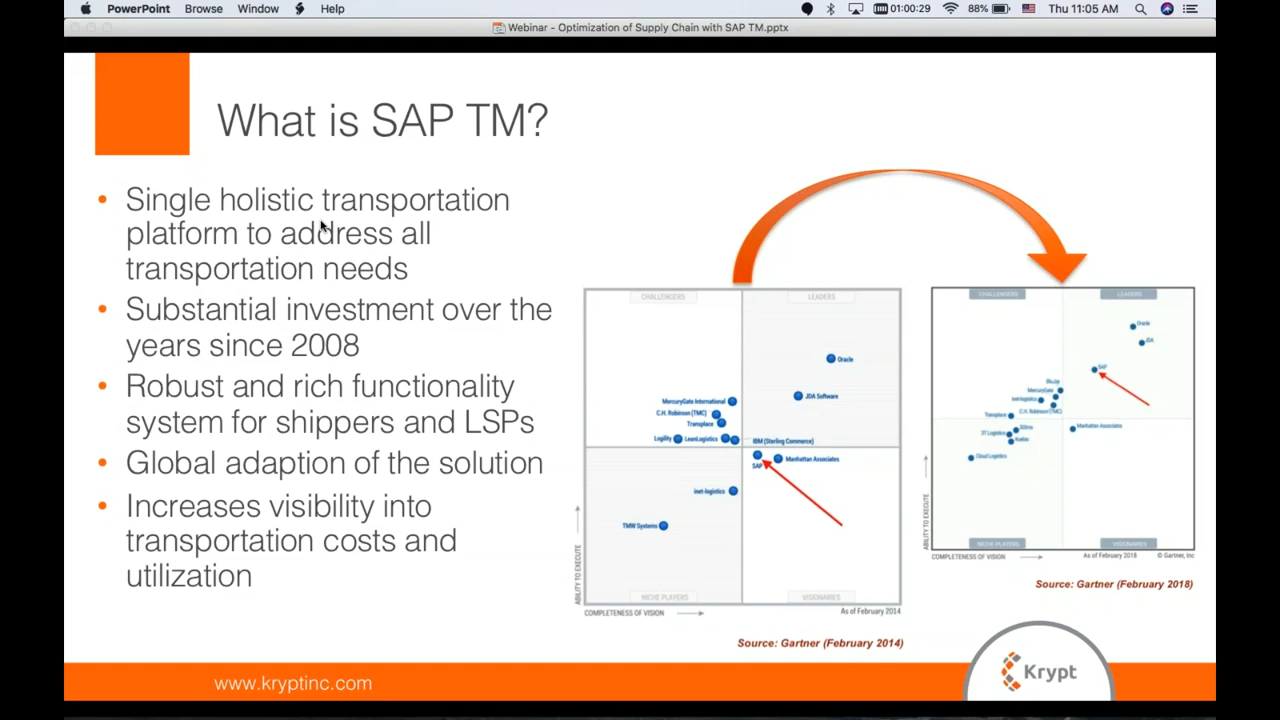 PowerPoint Browse Window Help 01:00:29 88% Thu 11:05 AM
Webinar - Optimization of Supply Chain with SAP TM.pptx
What is SAP TM?
• Single holistic transportation
platform to address all
transportation needs
• Substantial investment over the
years since 2008
• Robust and rich functionality
system for shippers and LSPs
• Global adaption of the solution
• Increases visibility into
transportation costs and
utilization
CHALLENGERS LEADERS
Oracle
JDA Software
MercuryGate International
C.H. Robinson (TMC)
Transplace
Logility LeanLogistics IBM (Sterling Commerce)
SAP Manhattan Associates
inet-logistics
TMW Systems
ABILITY TO EXECUTE
NICHE PLAYERS VISIONARIES
COMPLETENESS OF VISION As of February 2014
Source: Gartner (February 2014)
CHALLENGERS LEADERS
Oracle
JDA
SAP
BluJay
MercuryGate
inet-logistics
C.H. Robinson (TMC)
Transplace
Manhattan Associates
3T Logistics
Kuebix
Cloud Logistics
ABILITY TO EXECUTE
NICHE PLAYERS VISIONARIES
COMPLETENESS OF VISION As of February 2018 © Gartner, Inc
Source: Gartner (February 2018)
www.kryptinc.com
Krypt